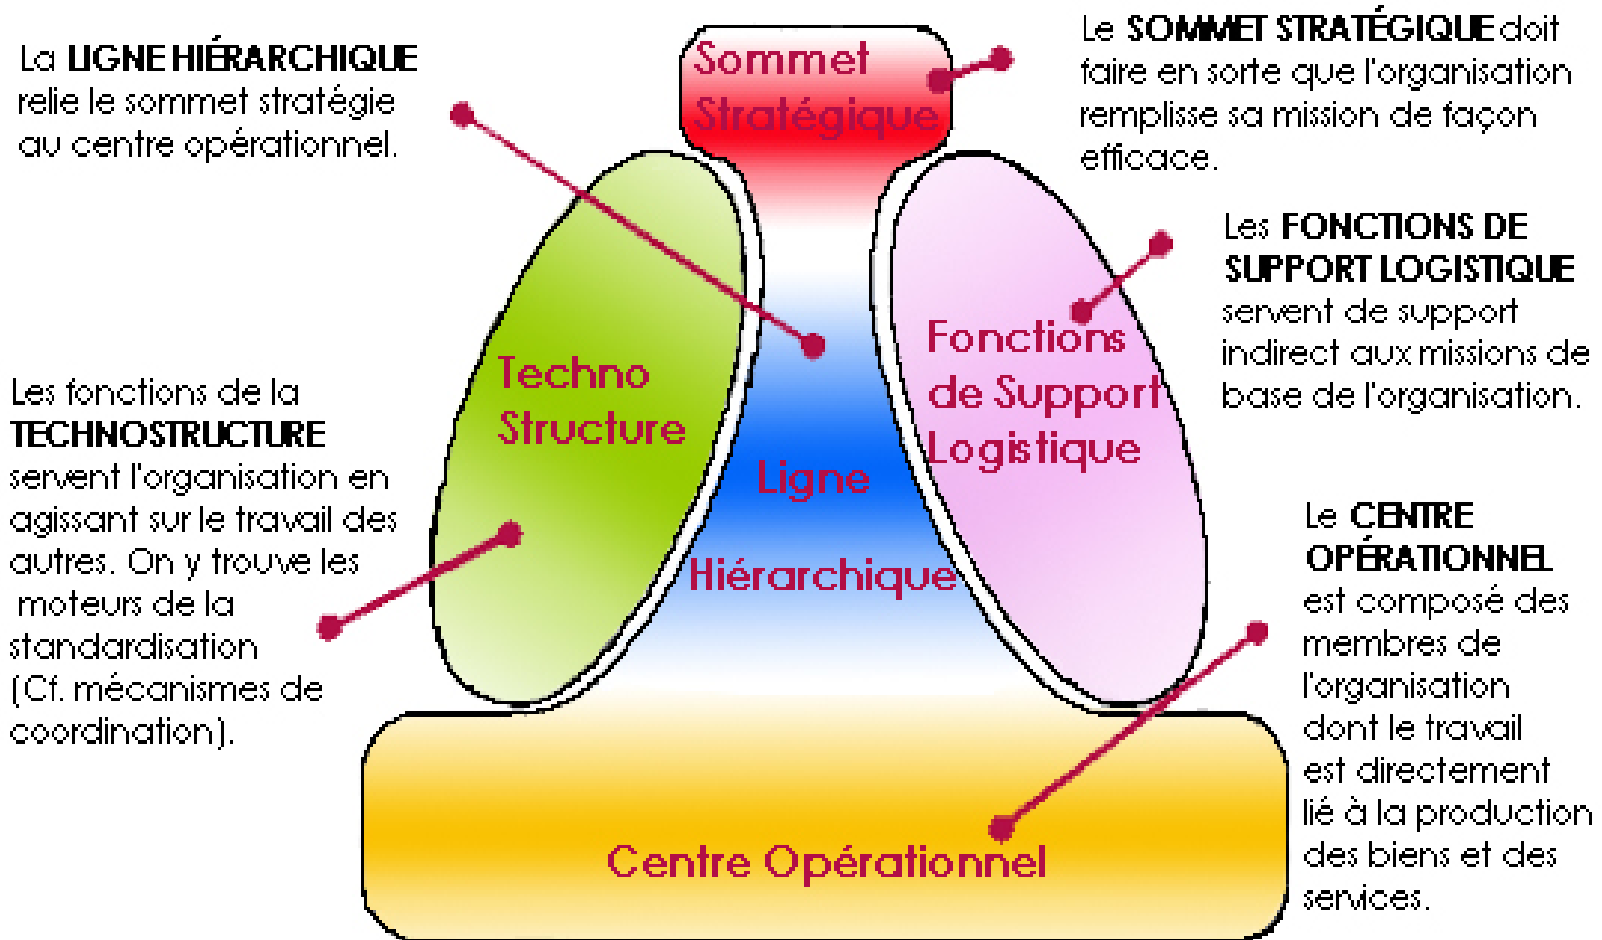 La LIGNE HIÉRARCHIQUE
relie le sommet stratégie
au centre opérationnel.
Sommet
Stratégique
Le SOMMET STRATÉGIQUE doit
faire en sorte que l'organisation
remplisse sa mission de façon
efficace.
Les FONCTIONS DE
SUPPORT LOGISTIQUE
servent de support
indirect aux missions de
base de l'organisation.
Les fonctions de la
TECHNOSTRUCTURE
servent l'organisation en
agissant sur le travail des
autres. On y trouve les
moteurs de la
standardisation
(Cf. mécanismes de
coordination).
Techno
Structure
Ligne
Hiérarchique
Fonctions
de Support
Logistique
Le CENTRE
OPÉRATIONNEL
est composé des
membres de
l'organisation
dont le travail
est directement
lié à la production
des biens et des
services.
Centre Opérationnel